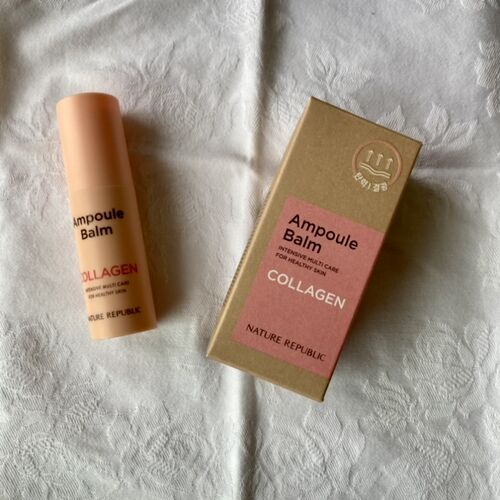 Ampoule
Balm
COLLAGEN
INTENSIVE MULTI CARE
FOR HEALTHY SKIN
NATURE REPUBLIC
Ampoule
Balm
INTENSIVE MULTI CARE
FOR HEALTHY SKIN
COLLAGEN
NATURE REPUBLIC